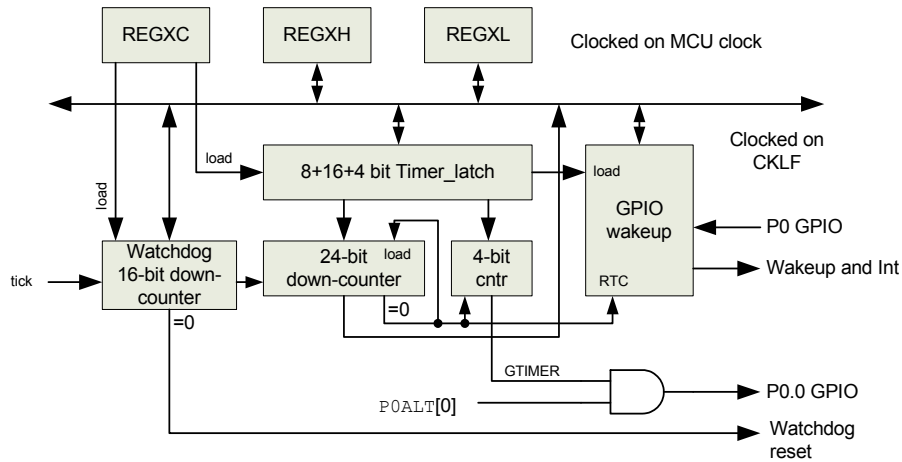 REGXC
REGXH
REGXL
Clocked on MCU clock
Clocked on
CKLF
load
load
8+16+4 bit Timer_latch
load
GPIO
wakeup
RTC
P0 GPIO
Wakeup and Int
tick
Watchdog
16-bit down-
counter
=0
24-bit
down-counter
load
=0
4-bit
cntr
GTIMER
P0ALT[0]
P0.0 GPIO
Watchdog
reset